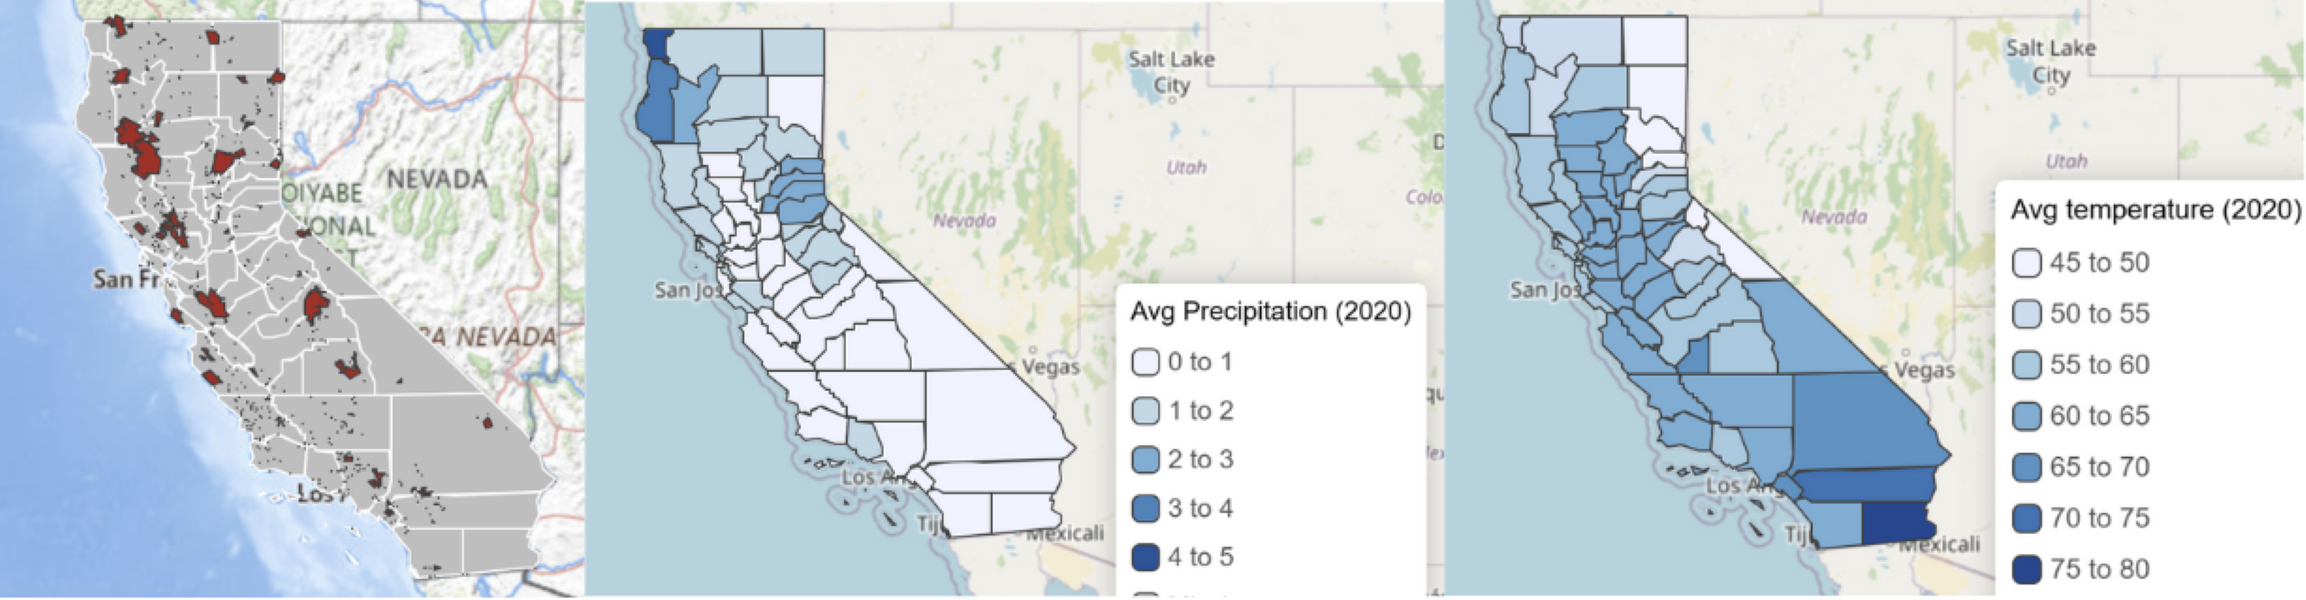 OIYABE
NEVADA
IONAL
San Fr
RA NEVADA
Los
Salt Lake
City
Utah
Colo
Nevada
San Jos
Avg Precipitation (2020)
0 to 1
s Vegas
1 to 2
2 to 3
Los Ang
3 to 4
Tij
Mexicali
4 to 5
Salt Lake
City
Utah
Avg temperature (2020)
Nevada
45 to 50
San Jos
50 to 55
s Vegas
55 to 60
60 to 65
65 to 70
Los Ang
70 to 75
Tij
Mexicali
75 to 80